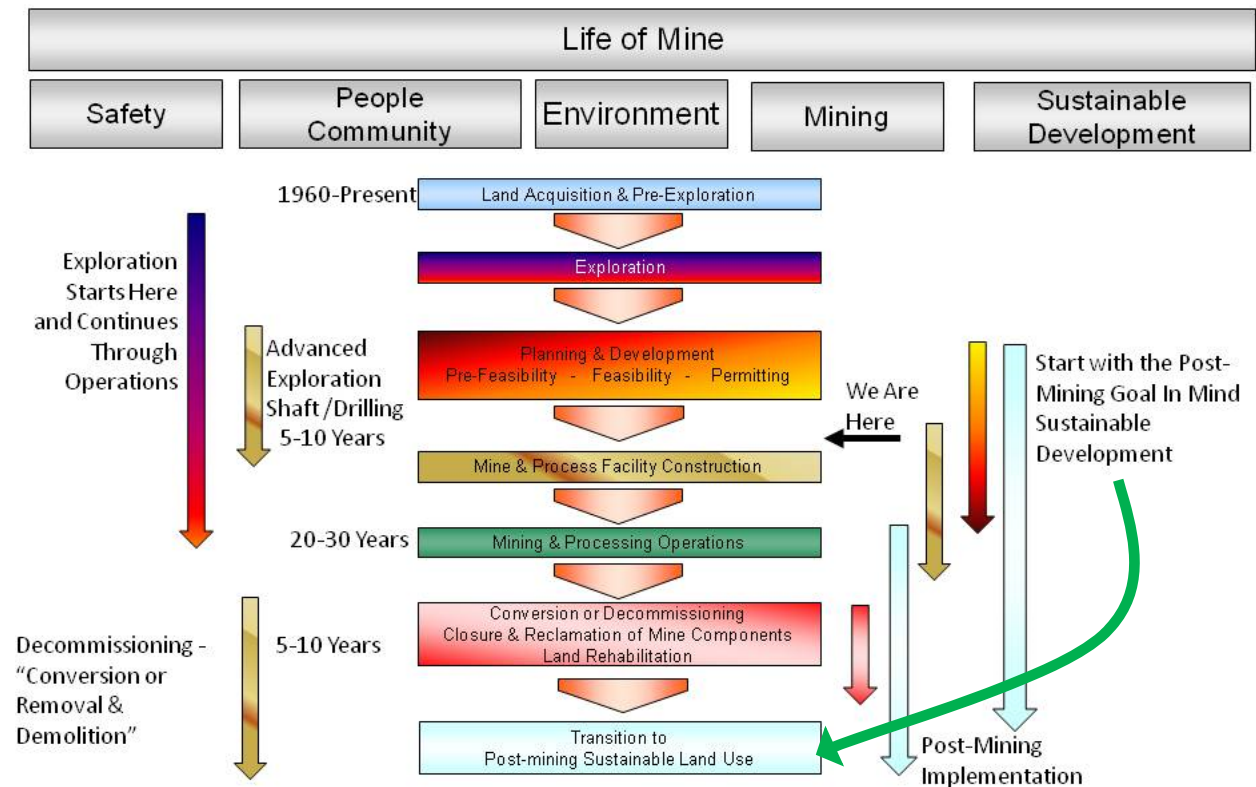 Life of Mine
Safety
People
Community
Environment
Mining
Sustainable
Development
1960-Present
Land Acquisition & Pre-Exploration
Exploration
Starts Here
and Continues
Through
Operations
Exploration
Advanced
Exploration
Shaft /Drilling
5-10 Years
Planning & Development
Pre-Feasibility - Feasibility - Permitting
We Are
Here
Start with the Post-
Mining Goal In Mind
Sustainable
Development
Mine & Process Facility Construction
20-30 Years
Mining & Processing Operations
Decommissioning -
“Conversion or
Removal &
Demolition”
5-10 Years
Conversion or Decommissioning
Closure & Reclamation of Mine Components
Land Rehabilitation
Transition to
Post-mining Sustainable Land Use
Post-Mining
Implementation